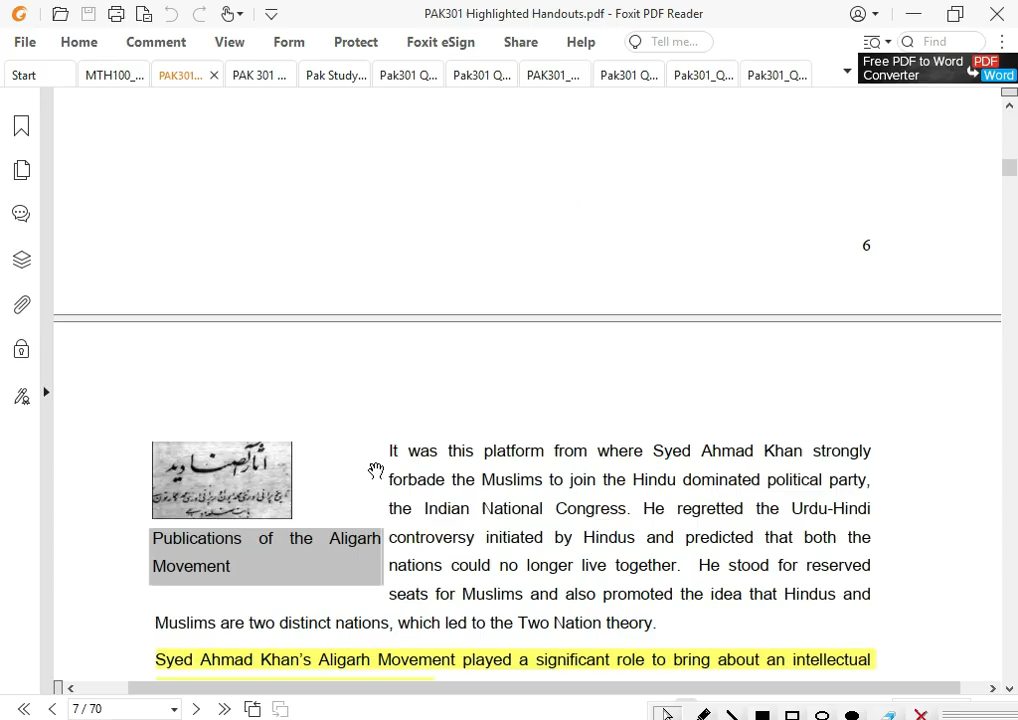 PAK301 Highlighted Handouts.pdf - Foxit PDF Reader
File Home Comment View Form Protect Foxit eSign Share Help Tell me... Find
Start MTH100_... PAK301... PAK 301 ... Pak Study... Pak301 Q... Pak301 Q... PAK301_... Pak301 Q... Pak301_Q... Pak301_Q...
Free PDF to Word Converter PDF Word
6
آثار الصنادید
It was this platform from where Syed Ahmad Khan strongly
forbade the Muslims to join the Hindu dominated political party,
the Indian National Congress. He regretted the Urdu-Hindi
Publications of the Aligarh
Movement
controversy initiated by Hindus and predicted that both the
nations could no longer live together. He stood for reserved
seats for Muslims and also promoted the idea that Hindus and
Muslims are two distinct nations, which led to the Two Nation theory.
Syed Ahmad Khan’s Aligarh Movement played a significant role to bring about an intellectual
7 / 70